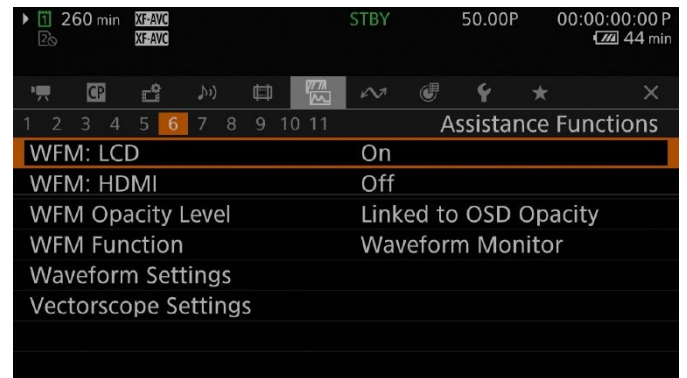 1 260 min XF-AVC STBY 50.00P 00:00:00:00 P
2 XF-AVC 44 min
CP
1 2 3 4 5 6 7 8 9 10 11 Assistance Functions
WFM: LCD On
WFM: HDMI Off
WFM Opacity Level Linked to OSD Opacity
WFM Function Waveform Monitor
Waveform Settings
Vectorscope Settings